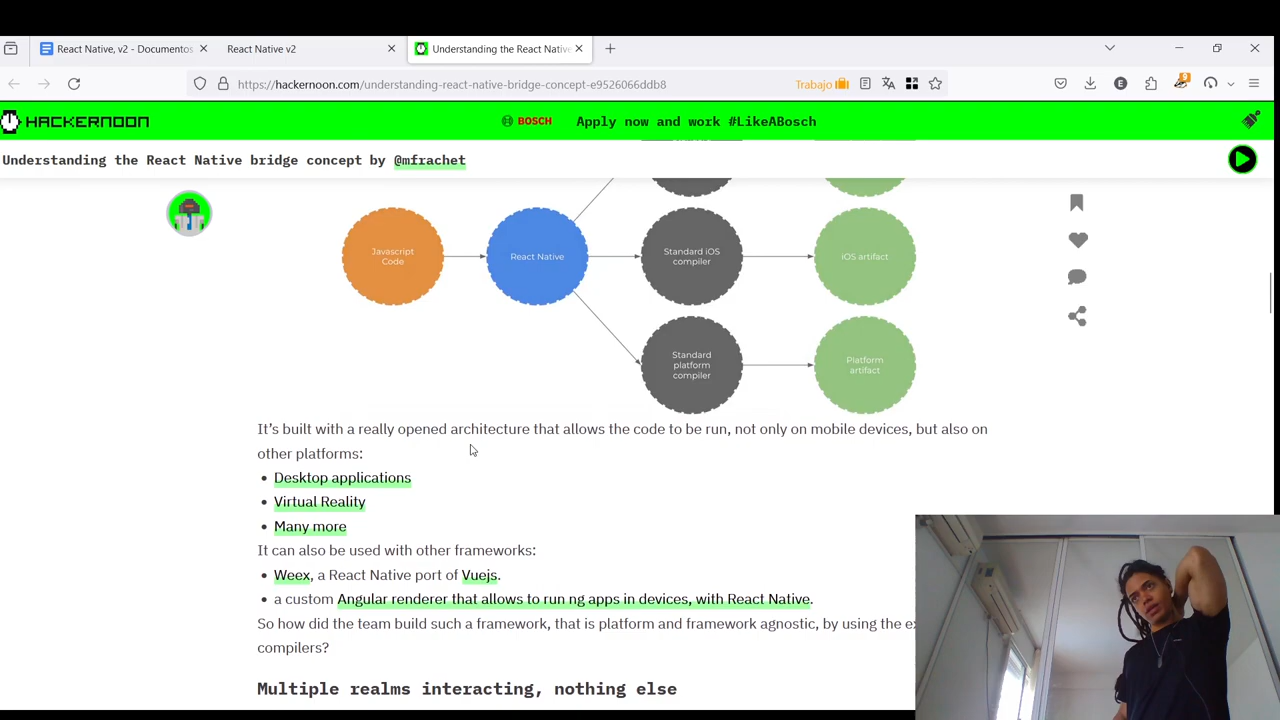 React Native, v2 - Documentos
React Native v2
Understanding the React Native
https://hackernoon.com/understanding-react-native-bridge-concept-e9526066ddb8
Trabajo
E
9
HACKERNOON
BOSCH
Apply now and work #LikeABosch
Understanding the React Native bridge concept by @mfrachet
Javascript
Code
React Native
Standard iOS
compiler
iOS artifact
Standard
platform
compiler
Platform
artifact
It's built with a really opened architecture that allows the code to be run, not only on mobile devices, but also on
other platforms:
• Desktop applications
• Virtual Reality
• Many more
It can also be used with other frameworks:
• Weex, a React Native port of Vuejs.
• a custom Angular renderer that allows to run ng apps in devices, with React Native.
So how did the team build such a framework, that is platform and framework agnostic, by using the
compilers?
Multiple realms interacting, nothing else